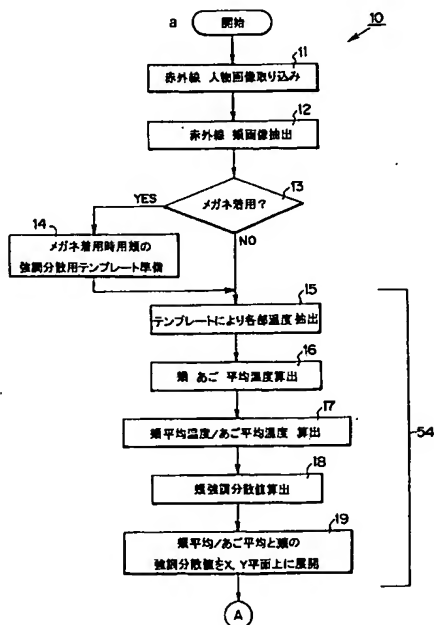 a
開始
10
11
赤外線 人物画像取り込み
12
赤外線 顔画像抽出
13
メガネ着用?
YES
NO
14
メガネ着用時用頬の
強調分散用テンプレート準備
15
テンプレートにより各部温度 抽出
16
頬 あご 平均温度算出
17
頬平均温度/あご平均温度 算出
18
頬強調分散値算出
19
頬平均/あご平均と頬の
強調分散値をX, Y平面上に展開
54
A